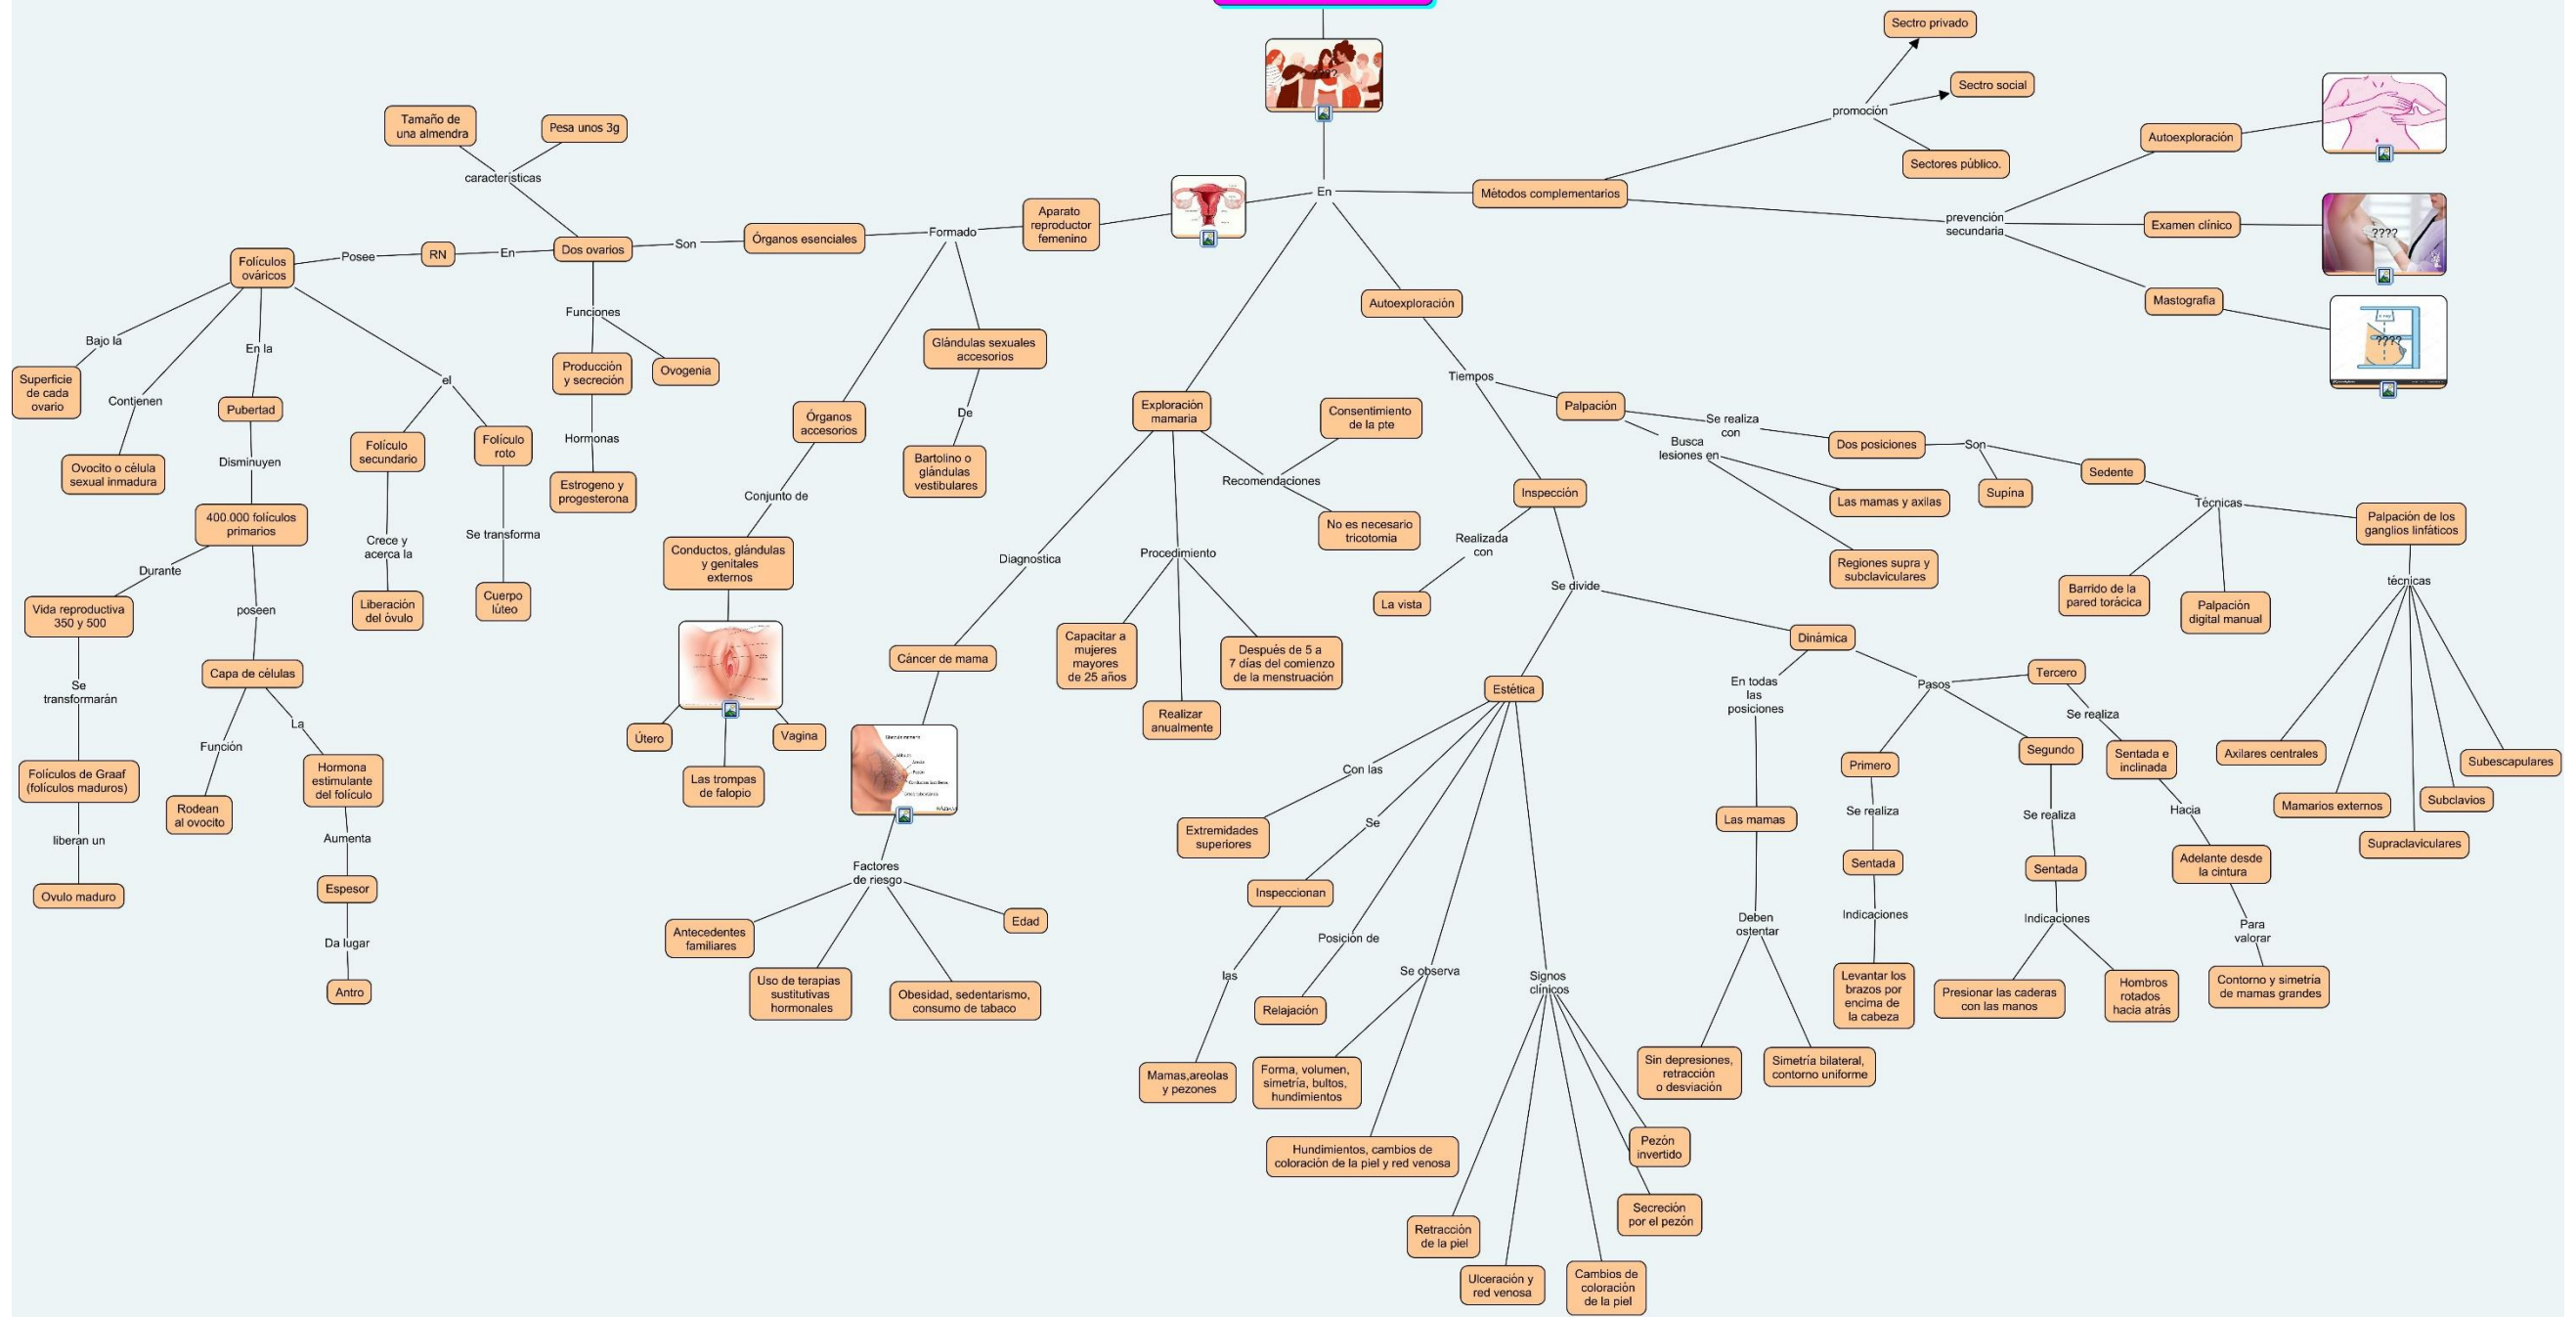 Sectro privado
Sectro social
promoción
Sectores público.
Tamaño de
una almendra
Pesa unos 3g
características
????
Autoexploración
En
Métodos complementarios
prevención
secundaria
Examen clínico
????
Mastografia
????
Aparato
reproductor
femenino
Formado
Órganos esenciales
Son
Dos ovarios
En
RN
Posee
Folículos
ováricos
Funciones
Autoexploración
Bajo la
En la
Glándulas sexuales
accesorios
Producción
y secreción
Ovogenia
Superficie
de cada
ovario
Contienen
el
Pubertad
Tiempos
Palpación
Se realiza
con
Dos posiciones
Son
Sedente
Supína
Busca
lesiones en
Las mamas y axilas
Regiones supra y
subclaviculares
Técnicas
Palpación de los
ganglios linfáticos
Barrido de la
pared torácica
Palpación
digital manual
técnicas
Axilares centrales
Mamarios externos
Supraclaviculares
Subclavios
Subescapulares
Exploración
mamaria
Consentimiento
de la pte
Recomendaciones
No es necesario
tricotomia
Órganos
accesorios
De
Bartolino o
glándulas
vestibulares
Folículo
secundario
Folículo
roto
Hormonas
Estrogeno y
progesterona
Disminuyen
Ovocito o célula
sexual inmadura
400.000 folículos
primarios
Crece y
acerca la
Se transforma
Liberación
del óvulo
Cuerpo
lúteo
Conjunto de
Conductos, glándulas
y genitales
externos
Útero
Las trompas
de falopio
Vagina
Durante
Vida reproductiva
350 y 500
poseen
Capa de células
Se
transformarán
Folículos de Graaf
(folículos maduros)
liberan un
Ovulo maduro
Función
Rodean
al ovocito
La
Hormona
estimulante
del folículo
Aumenta
Espesor
Da lugar
Antro
Diagnostica
Procedimiento
Capacitar a
mujeres
mayores
de 25 años
Realizar
anualmente
Después de 5 a
7 días del comienzo
de la menstruación
Cáncer de mama
Factores
de riesgo
Antecedentes
familiares
Uso de terapias
sustitutivas
hormonales
Obesidad, sedentarismo,
consumo de tabaco
Edad
Inspección
Realizada
con
La vista
Se divide
Estética
Dinámica
Con las
Extremidades
superiores
Se
Inspeccionan
las
Mamas,areolas
y pezones
Posición de
Relajación
Se observa
Forma, volumen,
simetría, bultos,
hundimientos
Hundimientos, cambios de
coloración de la piel y red venosa
Signos
clínicos
Retracción
de la piel
Ulceración y
red venosa
Cambios de
coloración
de la piel
Secreción
por el pezón
Pezón
invertido
En todas
las
posiciones
Las mamas
Deben
ostentar
Sin depresiones,
retracción
o desviación
Simetría bilateral,
contorno uniforme
Pasos
Primero
Se realiza
Sentada
Indicaciones
Levantar los
brazos por
encima de
la cabeza
Segundo
Se realiza
Sentada
Indicaciones
Presionar las caderas
con las manos
Hombros
rotados
hacia atrás
Tercero
Se realiza
Sentada e
inclinada
Hacia
Adelante desde
la cintura
Para
valorar
Contorno y simetría
de mamas grandes